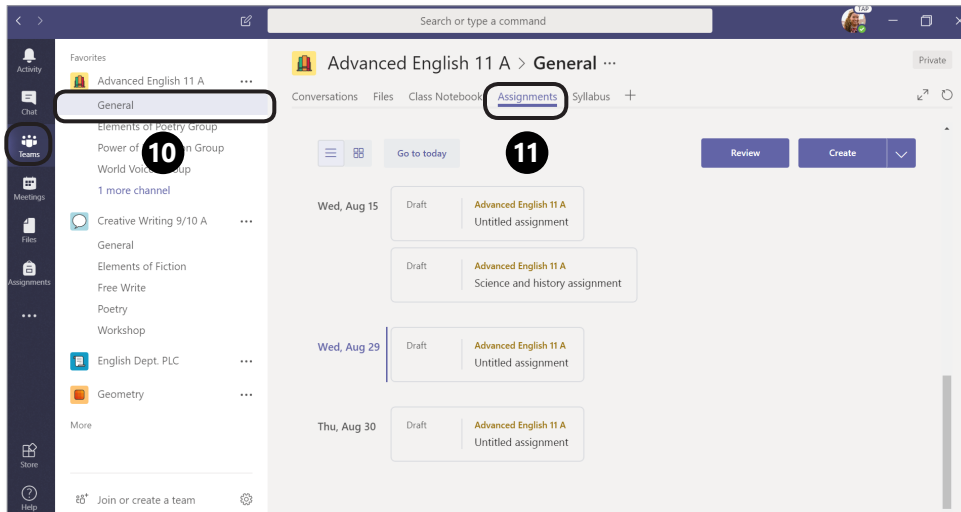 Search or type a command
TAP
Activity
Chat
Teams
Meetings
Files
Assignments
Store
Help
Favorites
Advanced English 11 A
General
Elements of Poetry Group
Power of Group
World Voic up
1 more channel
10
Creative Writing 9/10 A
General
Elements of Fiction
Free Write
Poetry
Workshop
English Dept. PLC
Geometry
More
Join or create a team
Advanced English 11 A > General ...
Private
Conversations Files Class Notebook Assignments Syllabus +
Go to today
11
Review
Create
Wed, Aug 15
Draft
Advanced English 11 A
Untitled assignment
Draft
Advanced English 11 A
Science and history assignment
Wed, Aug 29
Draft
Advanced English 11 A
Untitled assignment
Thu, Aug 30
Draft
Advanced English 11 A
Untitled assignment